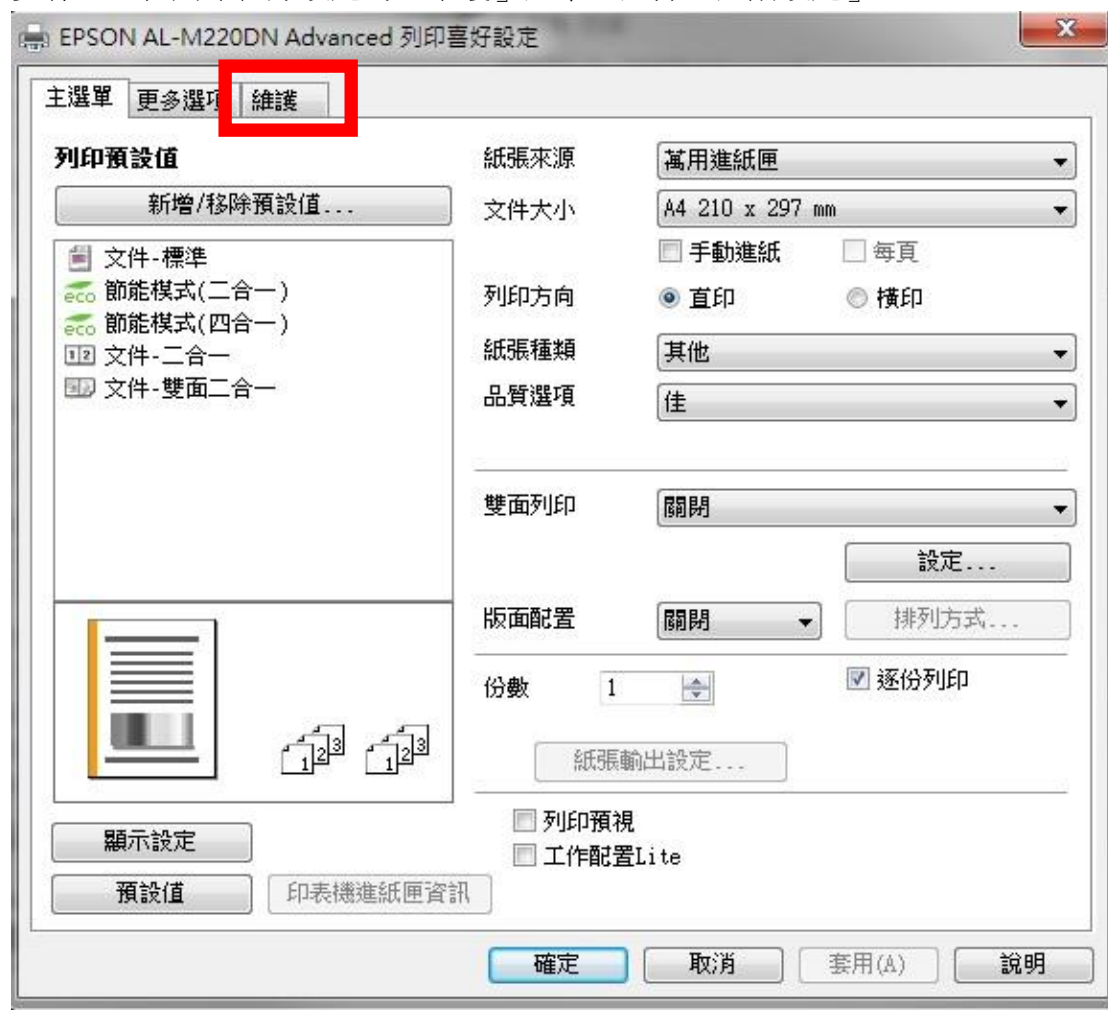 EPSON AL-M220DN Advanced 列印喜好設定
主選單 更多選項 維護
列印預設值
新增/移除預設值...
文件-標準
eco 節能模式(二合一)
eco 節能模式(四合一)
文件-二合一
文件-雙面二合一
紙張來源 萬用進紙匣
文件大小 A4 210 x 297 mm
手動進紙 每頁
列印方向 直印 橫印
紙張種類 其他
品質選項 佳
雙面列印 關閉
設定...
版面配置 關閉 排列方式...
份數 1 逐份列印
1 2 3 1 2 3
紙張輸出設定...
列印預視
工作配置Lite
顯示設定
預設值 印表機進紙匣資訊
確定 取消 套用(A) 說明